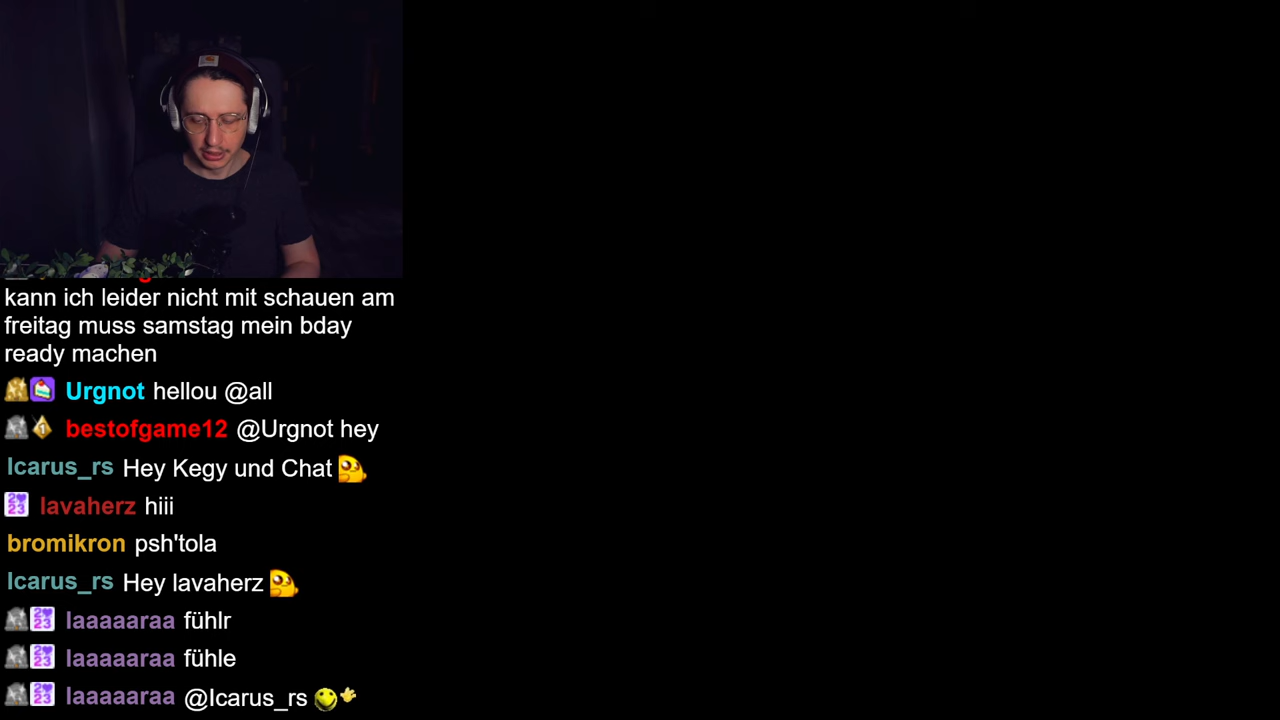 kann ich leider nicht mit schauen am
freitag muss samstag mein bday
ready machen
Urgnot hellou @all
bestofgame12 @Urgnot hey
Icarus_rs Hey Kegy und Chat
lavaherz hiii
bromikron psh'tola
Icarus_rs Hey lavaherz
laaaaaraa fühlr
laaaaaraa fühle
laaaaaraa @Icarus_rs